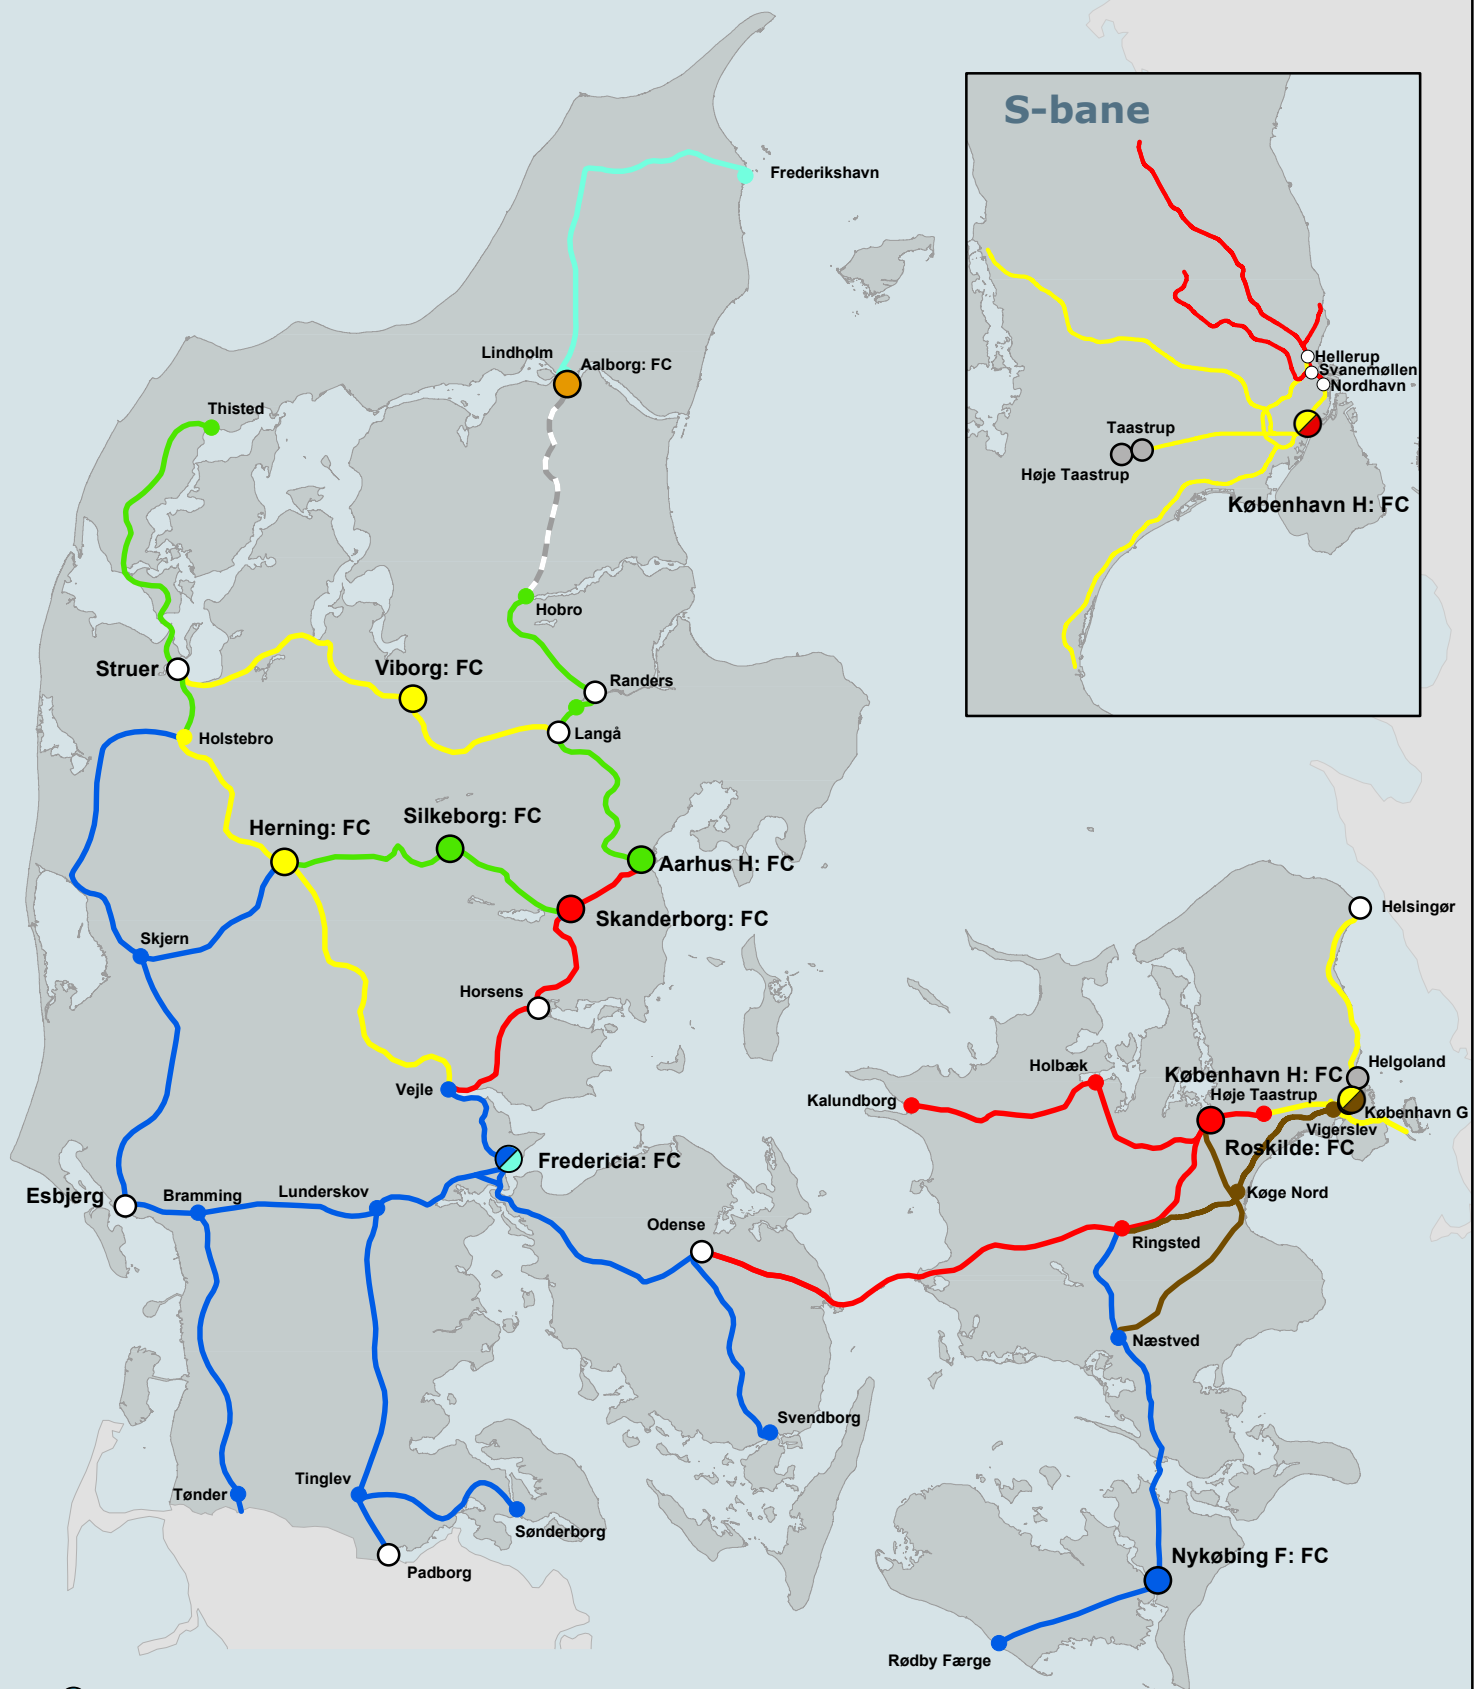 S-bane
Frederikshavn
Lindholm
Aalborg: FC
Hellerup
Svanemøllen
Nordhavn
Thisted
Taastrup
Høje Taastrup
København H: FC
Hobro
Struer
Viborg: FC
Randers
Langå
Holstebro
Herning: FC
Silkeborg: FC
Aarhus H: FC
Skanderborg: FC
Helsingør
Skjern
Horsens
Helgoland
Holbæk
København H: FC
Vejle
Høje Taastrup
Kalundborg
København G
Vigerslev
Roskilde: FC
Fredericia: FC
Esbjerg
Bramming
Lunderskov
Køge Nord
Odense
Ringsted
Næstved
Svendborg
Tinglev
Tønder
Sønderborg
Padborg
Nykøbing F: FC
Rødby Færge